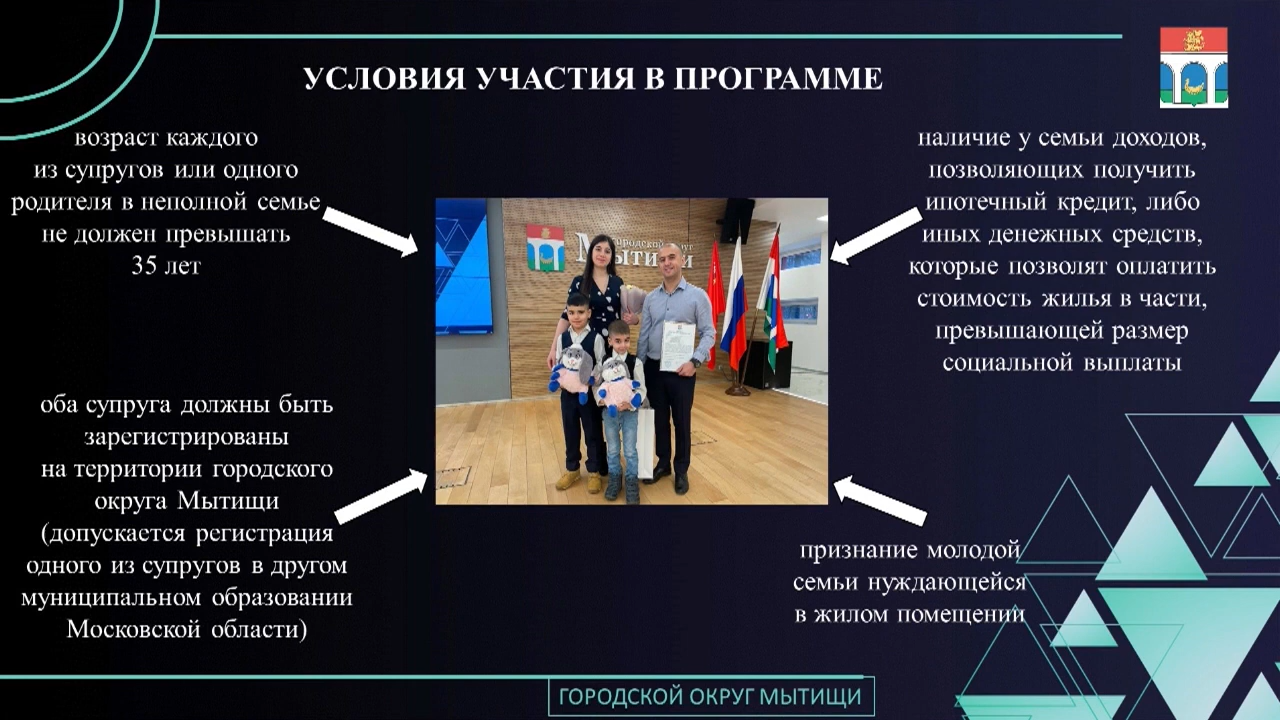 УСЛОВИЯ УЧАСТИЯ В ПРОГРАММЕ
возраст каждого
из супругов или одного
родителя в неполной семье
не должен превышать
35 лет
наличие у семьи доходов,
позволяющих получить
ипотечный кредит, либо
иных денежных средств,
которые позволят оплатить
стоимость жилья в части,
превышающей размер
социальной выплаты
городской округ
Мытищи
оба супруга должны быть
зарегистрированы
на территории городского
округа Мытищи
(допускается регистрация
одного из супругов в другом
муниципальном образовании
Московской области)
признание молодой
семьи нуждающейся
в жилом помещении
ГОРОДСКОЙ ОКРУГ МЫТИЩИ